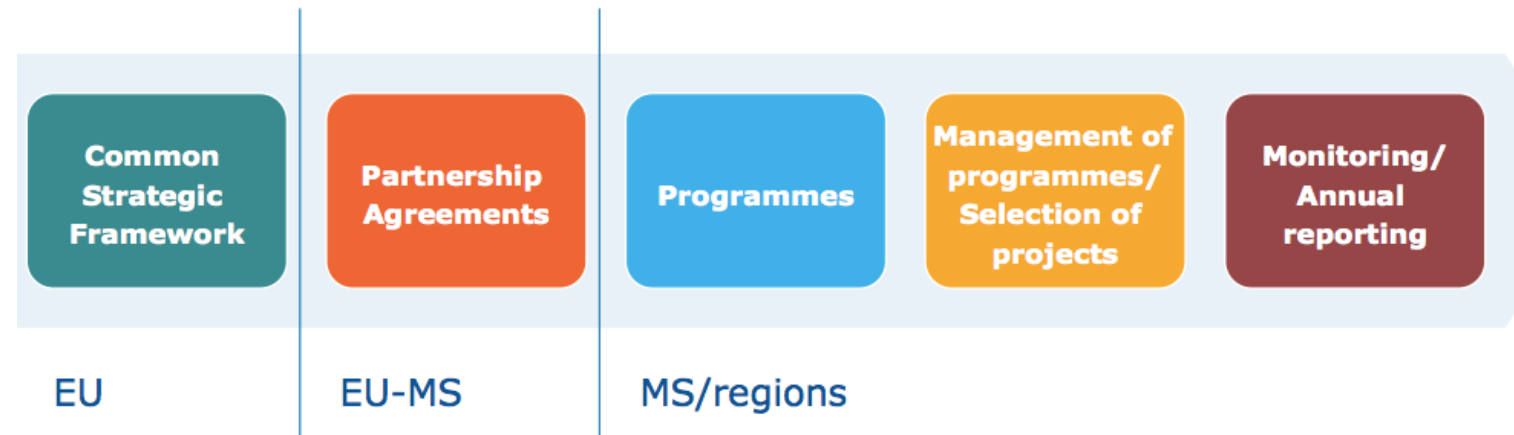 Common
Strategic
Framework
Partnership
Agreements
Programmes
Management of
programmes/
Selection of
projects
Monitoring/
Annual
reporting
EU
EU-MS
MS/regions